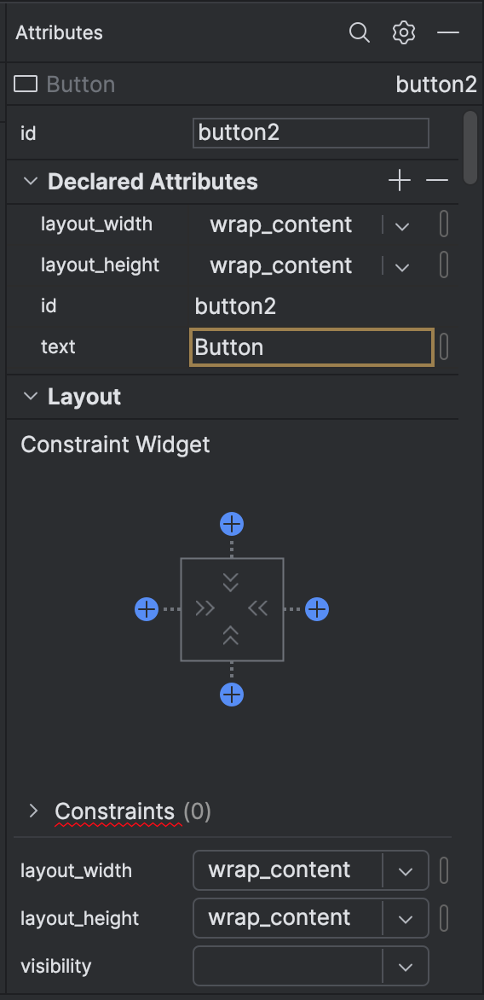 Attributes
Button button2
id button2
Declared Attributes
layout_width wrap_content
layout_height wrap_content
id button2
text Button
Layout
Constraint Widget
Constraints (0)
layout_width wrap_content
layout_height wrap_content
visibility